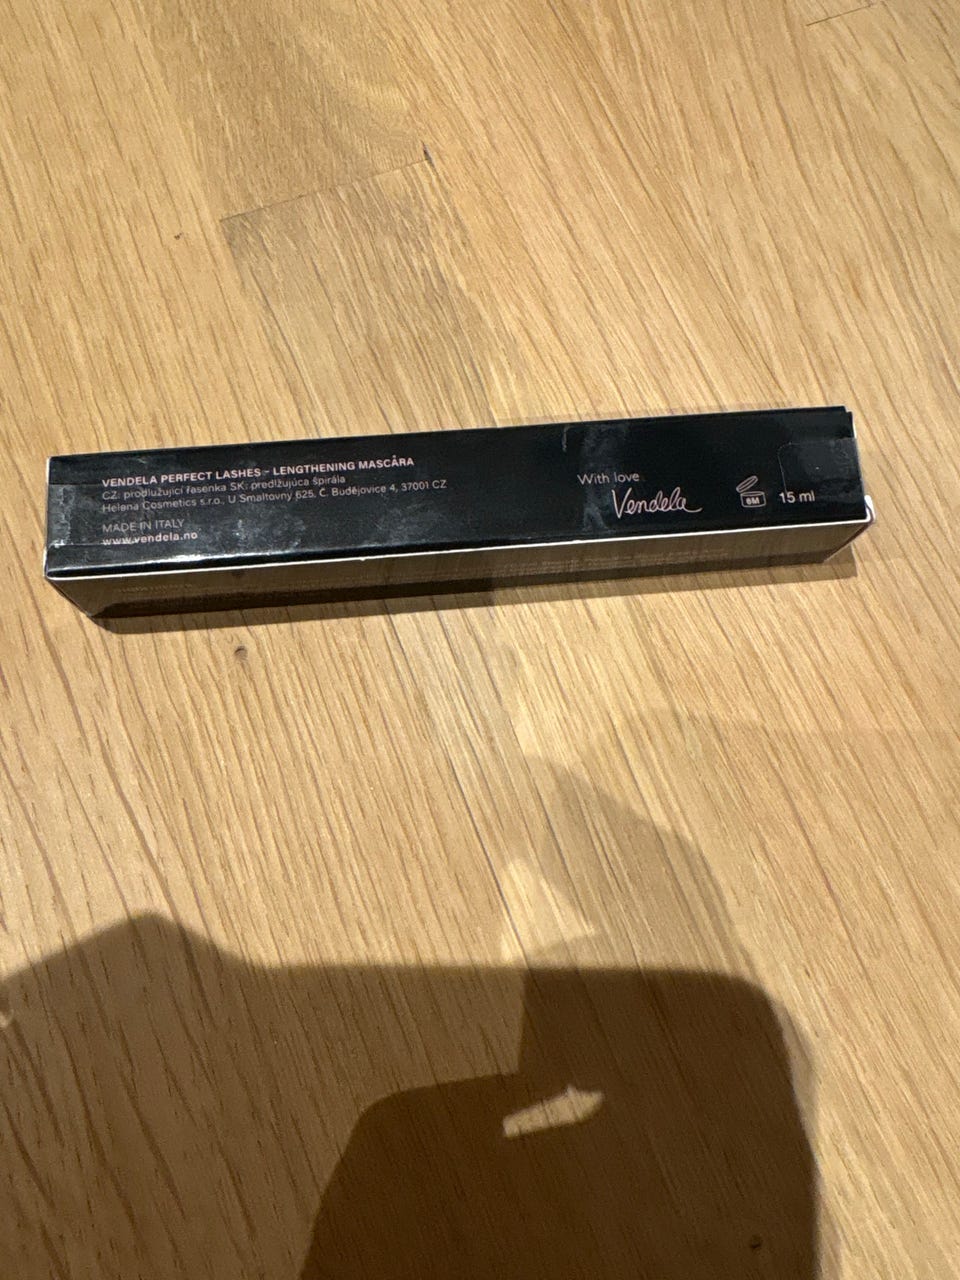 VENDELA PERFECT LASHES - LENGTHENING MASCÅRA
CZ: prodlužující řasenka SK: predlžujúca špirála
Helena Cosmetics s.r.o. U Smaltovny 625, Č. Budějovice 4, 37001 CZ
MADE IN ITALY
www.vendela.no
With love
Vendela
6M
15 ml